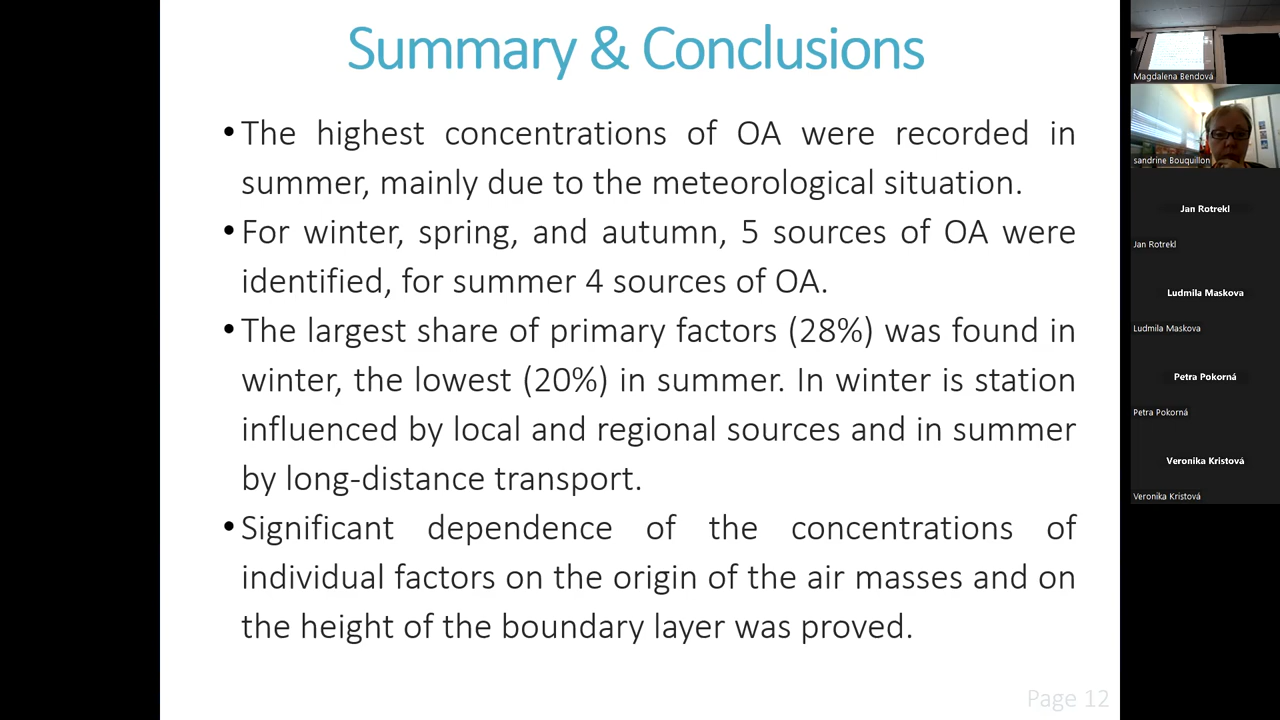 Summary & Conclusions
•The highest concentrations of OA were recorded in
summer, mainly due to the meteorological situation.
•For winter, spring, and autumn, 5 sources of OA were
identified, for summer 4 sources of OA.
•The largest share of primary factors (28%) was found in
winter, the lowest (20%) in summer. In winter is station
influenced by local and regional sources and in summer
by long-distance transport.
•Significant dependence of the concentrations of
individual factors on the origin of the air masses and on
the height of the boundary layer was proved.
Page 12
Magdalena Bendová
sandrine Bouquillon
Jan Rotrekl
Jan Rotrekl
Ludmila Maskova
Ludmila Maskova
Petra Pokorná
Petra Pokorná
Veronika Kristová
Veronika Kristová